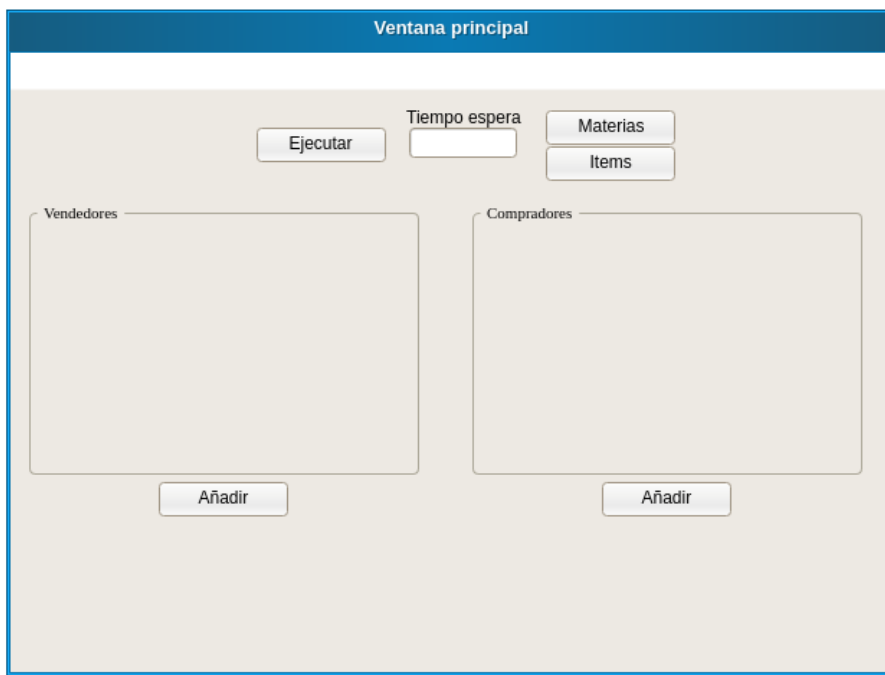 Ventana principal
Tiempo espera
Ejecutar
Materias
Items
Vendedores
Compradores
Añadir
Añadir